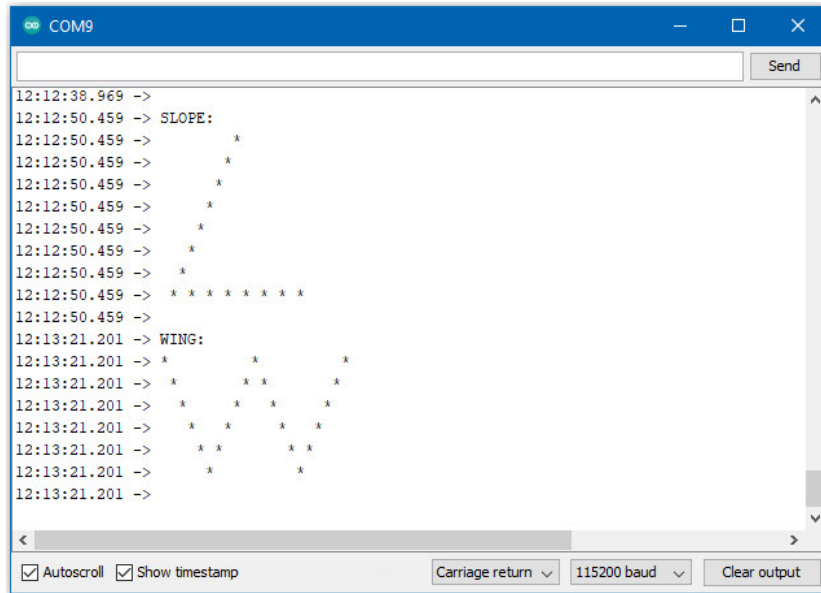 COM9
Send
12:12:38.969 ->
12:12:50.459 -> SLOPE:
12:12:50.459 ->         *
12:12:50.459 ->        *
12:12:50.459 ->       *
12:12:50.459 ->      *
12:12:50.459 ->     *
12:12:50.459 ->    *
12:12:50.459 ->   *
12:12:50.459 ->  * * * * * * * *
12:12:50.459 ->
12:13:21.201 -> WING:
12:13:21.201 -> *         *         *
12:13:21.201 ->  *       * *       *
12:13:21.201 ->   *     *   *     *
12:13:21.201 ->    *   *     *   *
12:13:21.201 ->     * *       * *
12:13:21.201 ->      *         *
12:13:21.201 ->
Autoscroll Show timestamp Carriage return 115200 baud Clear output